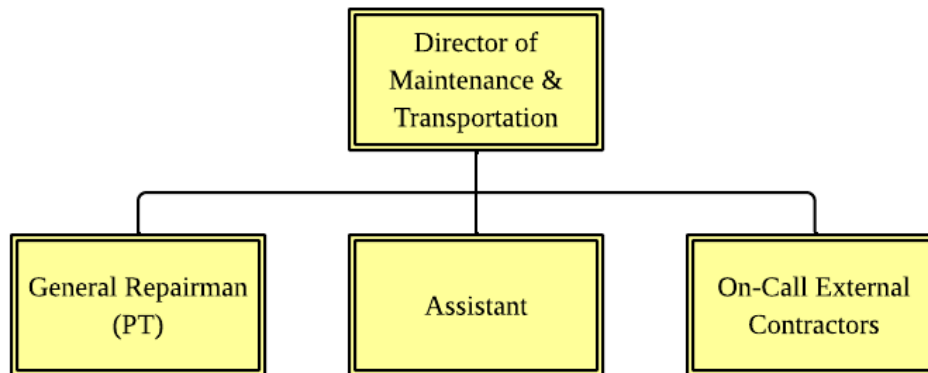 Director of
Maintenance &
Transportation
General Repairman
(PT)
Assistant
On-Call External
Contractors